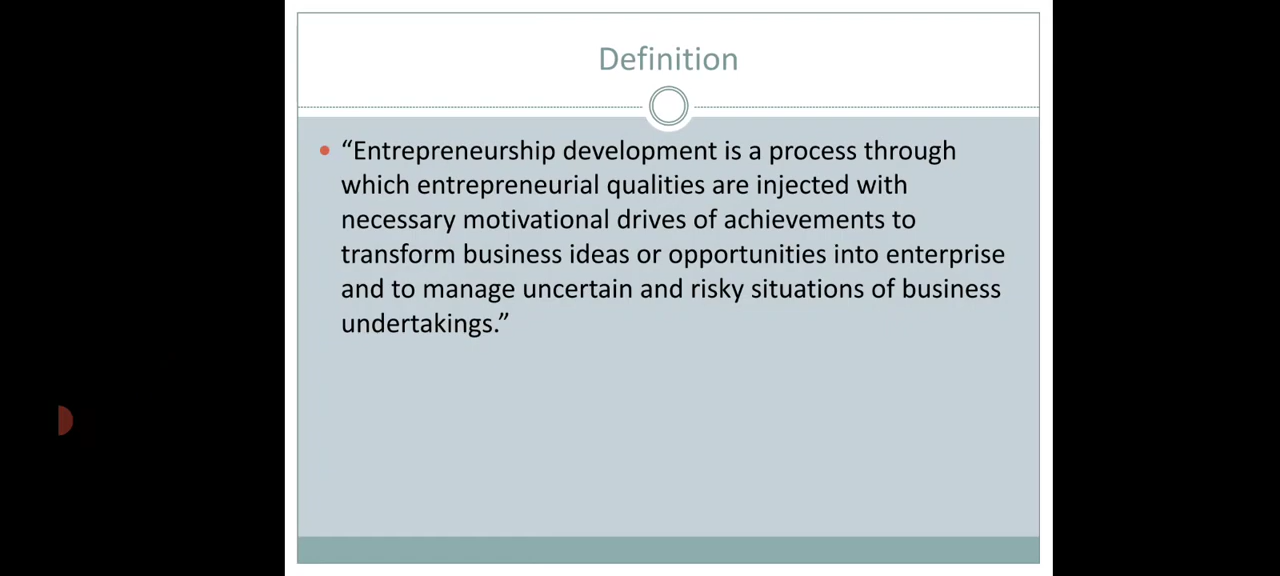 Definition
“Entrepreneurship development is a process through
which entrepreneurial qualities are injected with
necessary motivational drives of achievements to
transform business ideas or opportunities into enterprise
and to manage uncertain and risky situations of business
undertakings.”